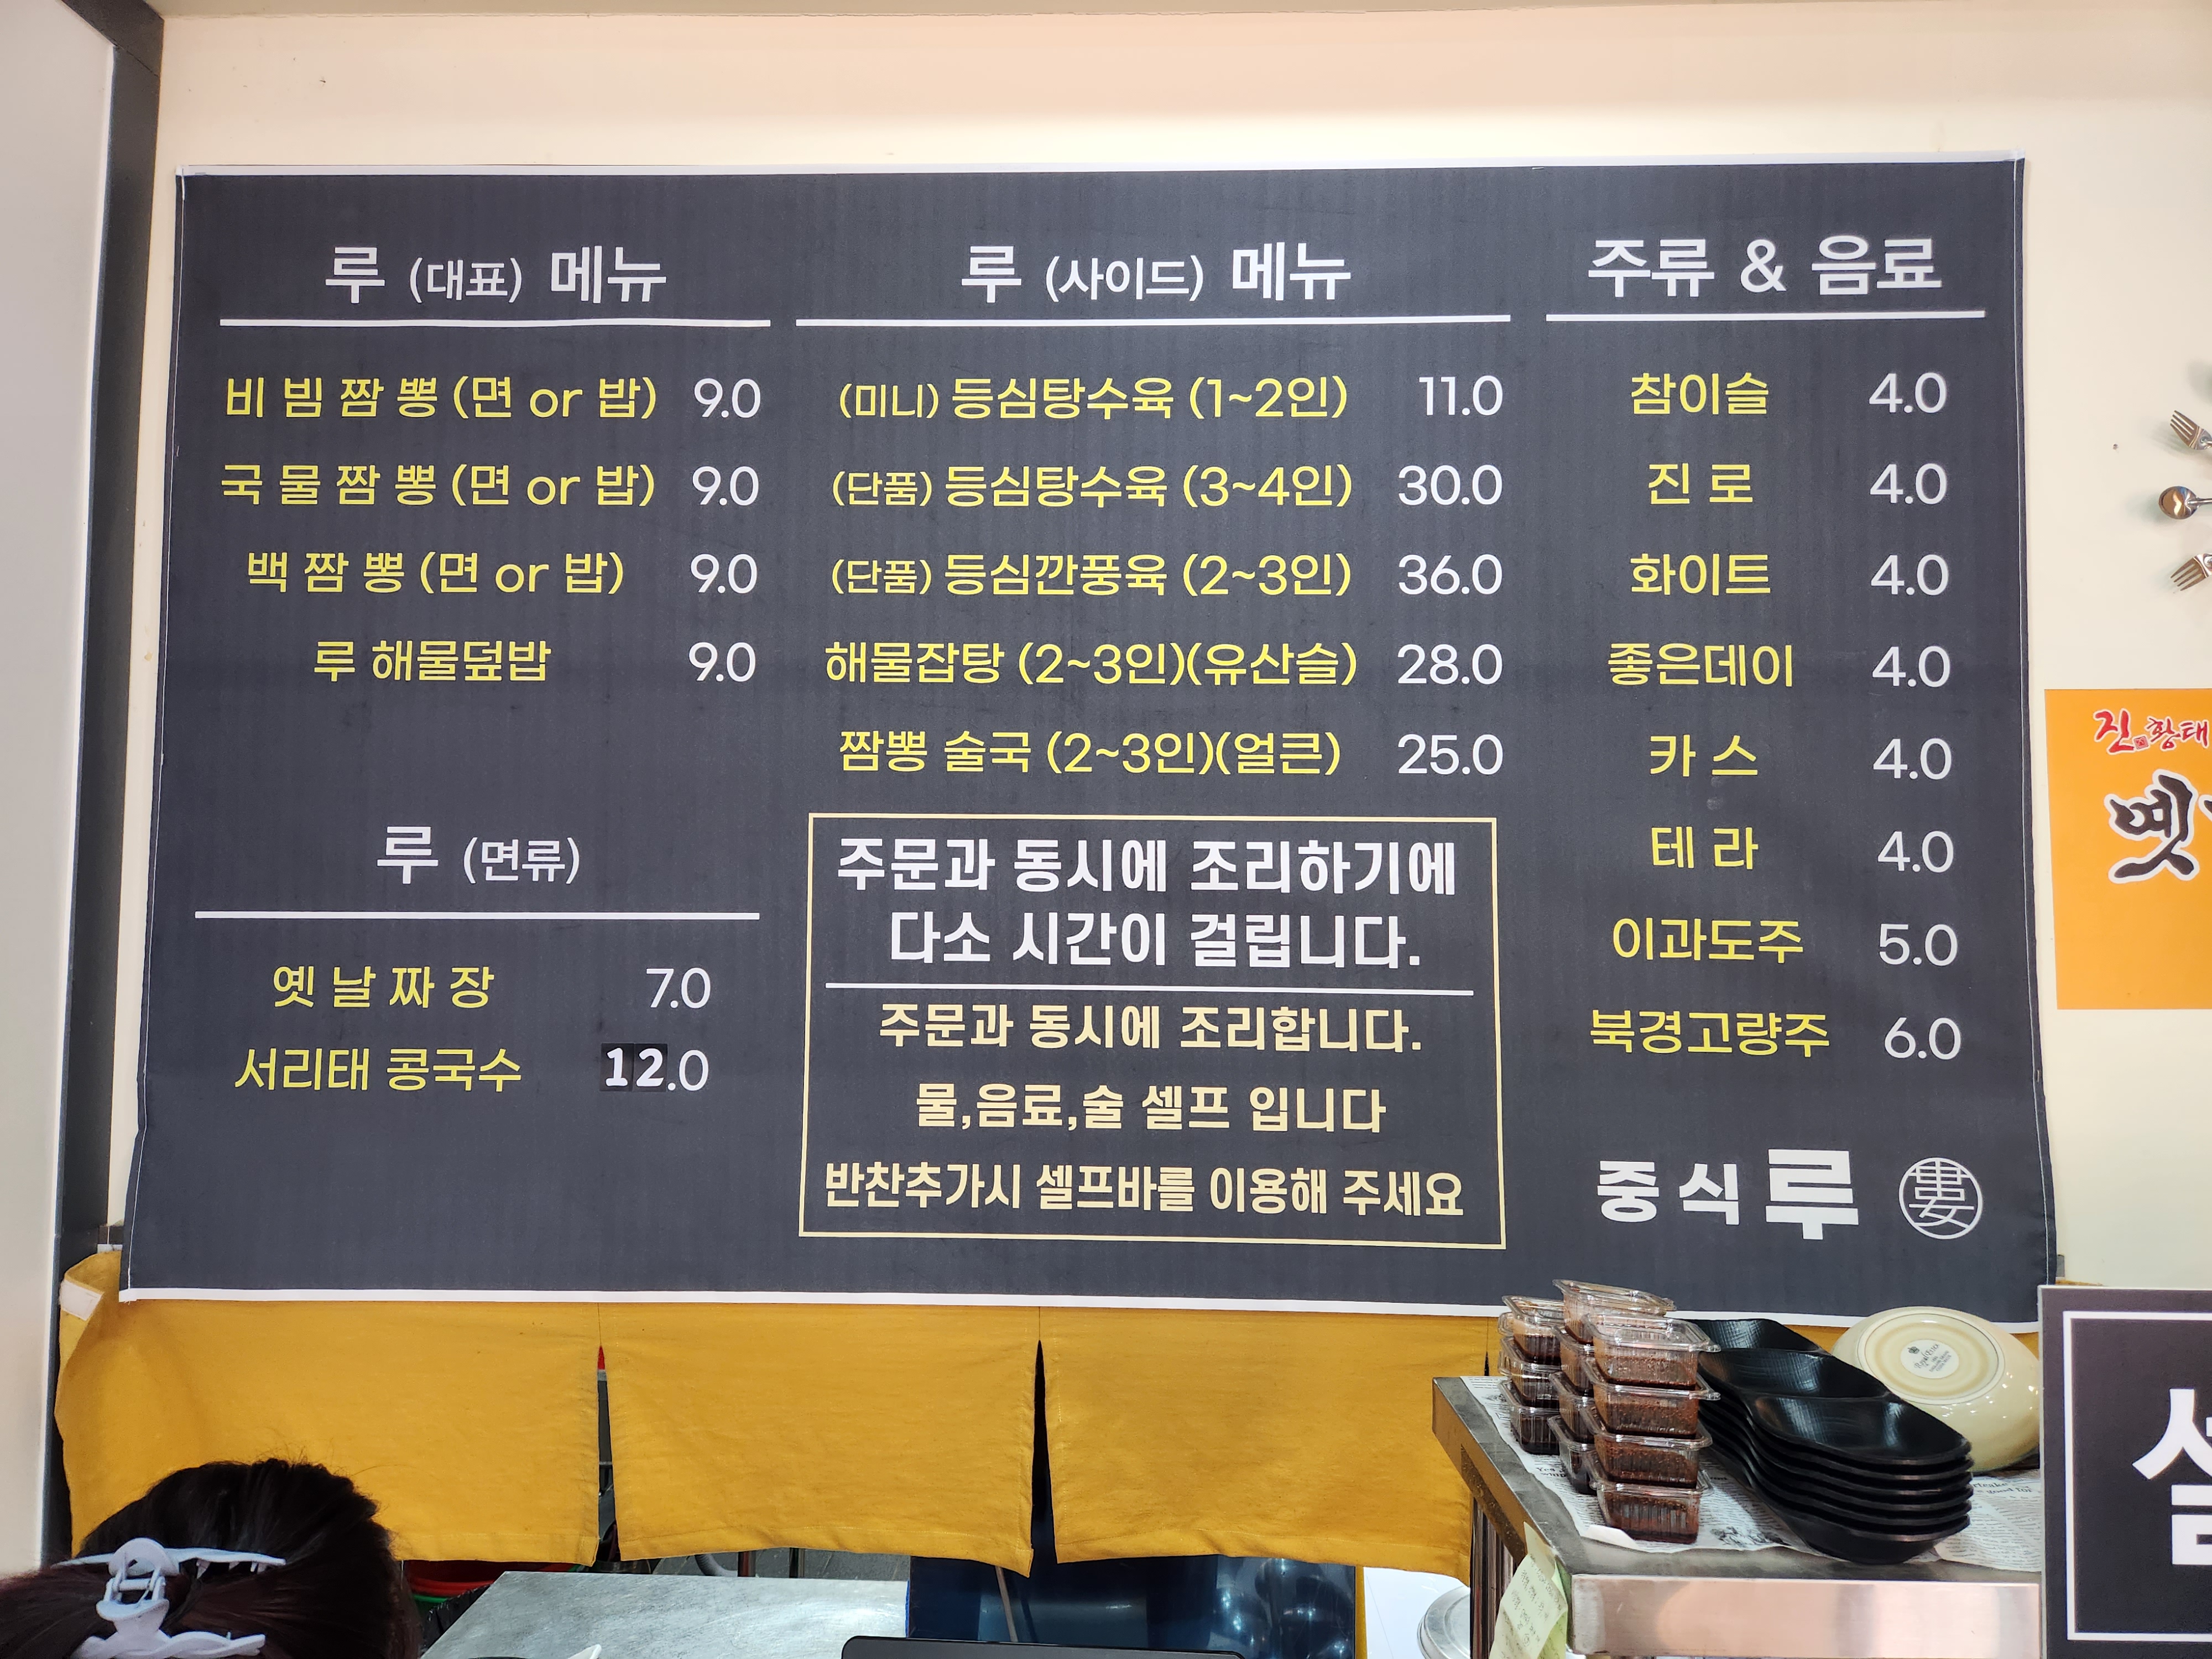 루 (대표) 메뉴
비 빔 짬 뽕 (면 or 밥) 9.0
국 물 짬 뽕 (면 or 밥) 9.0
백 짬 뽕 (면 or 밥) 9.0
루 해물덮밥 9.0
루 (면류)
옛 날 짜 장 7.0
서리태 콩국수 12.0
루 (사이드) 메뉴
(미니) 등심탕수육 (1~2인) 11.0
(단품) 등심탕수육 (3~4인) 30.0
(단품) 등심깐풍육 (2~3인) 36.0
해물잡탕 (2~3인)(유산슬) 28.0
짬뽕 술국 (2~3인)(얼큰) 25.0
주문과 동시에 조리하기에
다소 시간이 걸립니다.
주문과 동시에 조리합니다.
물,음료,술 셀프 입니다
반찬추가시 셀프바를 이용해 주세요
주류 & 음료
참이슬 4.0
진 로 4.0
화이트 4.0
좋은데이 4.0
카 스 4.0
테 라 4.0
이과도주 5.0
북경고량주 6.0
중식루
진황태
옛